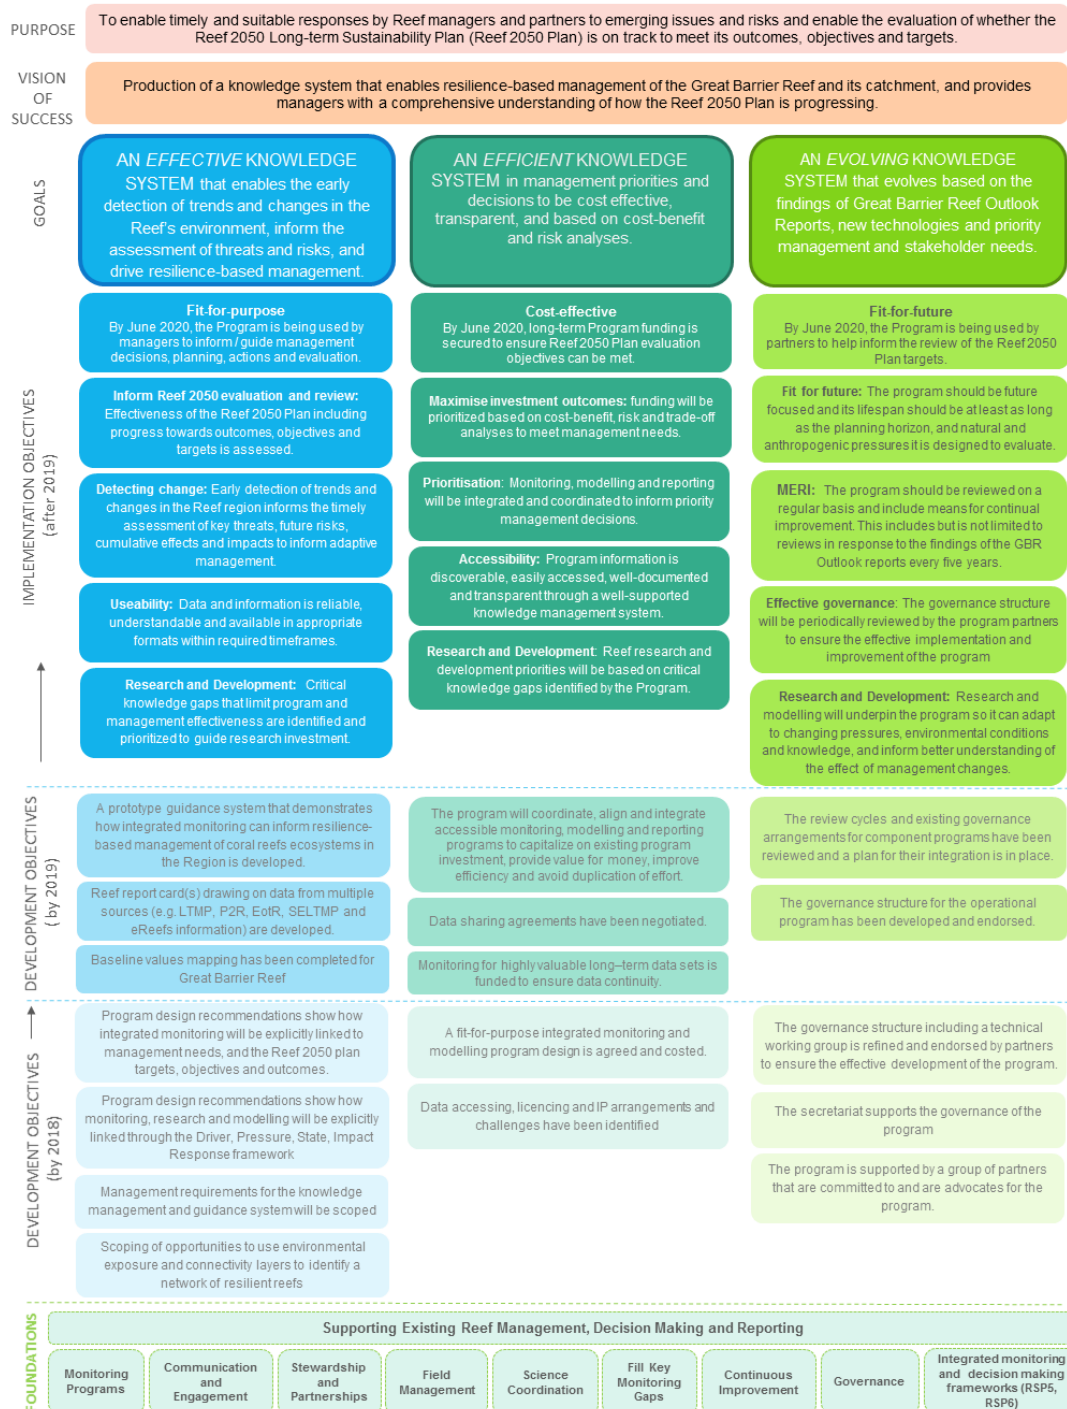 PURPOSE
To enable timely and suitable responses by Reef managers and partners to emerging issues and risks and enable the evaluation of whether the
Reef 2050 Long-term Sustainability Plan (Reef 2050 Plan) is on track to meet its outcomes, objectives and targets.
VISION
OF
SUCCESS
Production of a knowledge system that enables resilience-based management of the Great Barrier Reef and its catchment, and provides
managers with a comprehensive understanding of how the Reef 2050 Plan is progressing.
GOALS
AN EFFECTIVE KNOWLEDGE
SYSTEM that enables the early
detection of trends and changes in the
Reef's environment, inform the
assessment of threats and risks, and
drive resilience-based management.
AN EFFICIENT KNOWLEDGE
SYSTEM in management priorities and
decisions to be cost effective,
transparent, and based on cost-benefit
and risk analyses.
AN EVOLVING KNOWLEDGE
SYSTEM that evolves based on the
findings of Great Barrier Reef Outlook
Reports, new technologies and priority
management and stakeholder needs.
IMPLEMENTATION OBJECTIVES
(after 2019)
Fit-for-purpose
By June 2020, the Program is being used by
managers to inform / guide management
decisions, planning, actions and evaluation.
Inform Reef 2050 evaluation and review:
Effectiveness of the Reef 2050 Plan including
progress towards outcomes, objectives and
targets is assessed.
Detecting change: Early detection of trends and
changes in the Reef region informs the timely
assessment of key threats, future risks,
cumulative effects and impacts to inform adaptive
management.
Useability: Data and information is reliable,
understandable and available in appropriate
formats within required timeframes.
Research and Development: Critical
knowledge gaps that limit program and
management effectiveness are identified and
prioritized to guide research investment.
Cost-effective
By June 2020, long-term Program funding is
secured to ensure Reef 2050 Plan evaluation
objectives can be met.
Maximise investment outcomes: funding will be
prioritized based on cost-benefit, risk and trade-off
analyses to meet management needs.
Prioritisation: Monitoring, modelling and reporting
will be integrated and coordinated to inform priority
management decisions.
Accessibility: Program information is
discoverable, easily accessed, well-documented
and transparent through a well-supported
knowledge management system.
Research and Development: Reef research and
development priorities will be based on critical
knowledge gaps identified by the Program.
Fit-for-future
By June 2020, the Program is being used by
partners to help inform the review of the Reef 2050
Plan targets.
Fit for future: The program should be future
focused and its lifespan should be at least as long
as the planning horizon, and natural and
anthropogenic pressures it is designed to evaluate.
MERI: The program should be reviewed on a
regular basis and include means for continual
improvement. This includes but is not limited to
reviews in response to the findings of the GBR
Outlook reports every five years.
Effective governance: The governance structure
will be periodically reviewed by the program partners
to ensure the effective implementation and
improvement of the program
Research and Development: Research and
modelling will underpin the program so it can adapt
to changing pressures, environmental conditions
and knowledge, and inform better understanding of
the effect of management changes.
DEVELOPMENT OBJECTIVES
( by 2019)
A prototype guidance system that demonstrates
how integrated monitoring can inform resilience-
based management of coral reefs ecosystems in
the Region is developed.
Reef report card(s) drawing on data from multiple
sources (e.g. LTMP, P2R, EotR, SELTMP and
eReefs information) are developed.
Baseline values mapping has been completed for
Great Barrier Reef
The program will coordinate, align and integrate
accessible monitoring, modelling and reporting
programs to capitalize on existing program
investment, provide value for money, improve
efficiency and avoid duplication of effort.
Data sharing agreements have been negotiated.
Monitoring for highly valuable long–term data sets is
funded to ensure data continuity.
The review cycles and existing governance
arrangements for component programs have been
reviewed and a plan for their integration is in place.
The governance structure for the operational
program has been developed and endorsed.
DEVELOPMENT OBJECTIVES
(by 2018)
Program design recommendations show how
integrated monitoring will be explicitly linked to
management needs, and the Reef 2050 plan
targets, objectives and outcomes.
Program design recommendations show how
monitoring, research and modelling will be explicitly
linked through the Driver, Pressure, State, Impact
Response framework
Management requirements for the knowledge
management and guidance system will be scoped
Scoping of opportunities to use environmental
exposure and connectivity layers to identify a
network of resilient reefs
A fit-for-purpose integrated monitoring and
modelling program design is agreed and costed.
Data accessing, licencing and IP arrangements and
challenges have been identified
The governance structure including a technical
working group is refined and endorsed by partners
to ensure the effective development of the program.
The secretariat supports the governance of the
program
The program is supported by a group of partners
that are committed to and are advocates for the
program.
FOUNDATIONS
Supporting Existing Reef Management, Decision Making and Reporting
Monitoring
Programs
Communication
and
Engagement
Stewardship
and
Partnerships
Field
Management
Science
Coordination
Fill Key
Monitoring
Gaps
Continuous
Improvement
Governance
Integrated monitoring
and decision making
frameworks (RSP5,
RSP6)